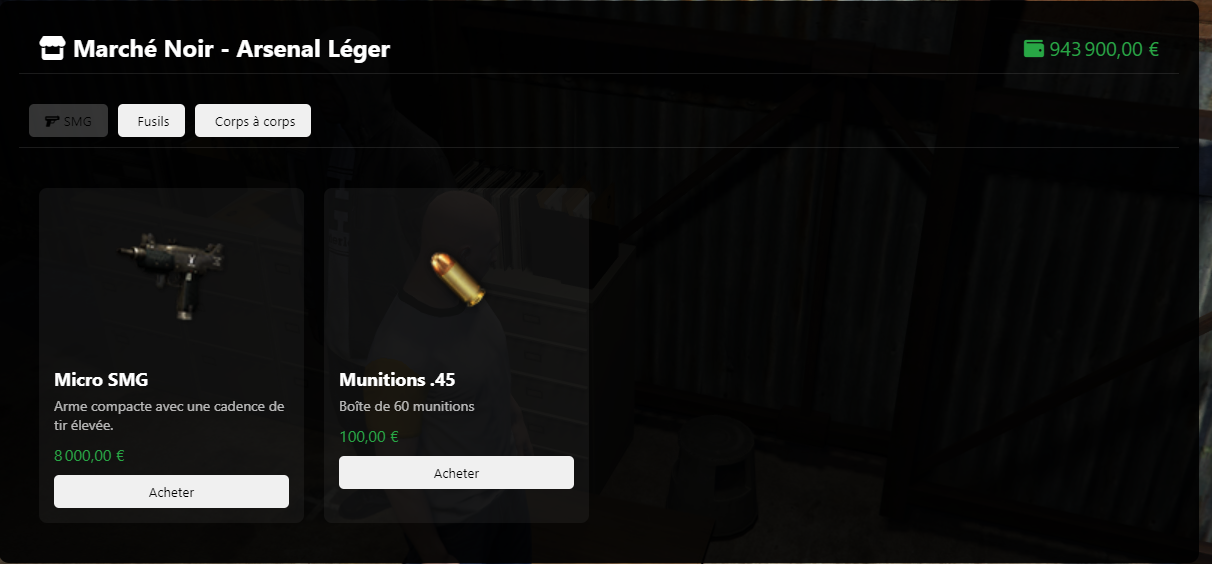 Marché Noir - Arsenal Léger
943 900,00 €
SMG
Fusils
Corps à corps
Micro SMG
Arme compacte avec une cadence de
tir élevée.
8 000,00 €
Acheter
Munitions .45
Boîte de 60 munitions
100,00 €
Acheter